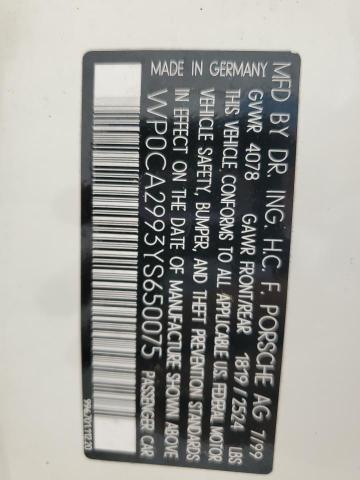 MFD BY DR. ING. H.C. F. PORSCHE AG 7/99
GVWR 4078 GAWR FRONT/REAR 1819/2524 LBS
THIS VEHICLE CONFORMS TO ALL APPLICABLE US FEDERAL MOTOR
VEHICLE SAFETY, BUMPER, AND THEFT PREVENTION STANDARDS
IN EFFECT ON THE DATE OF MANUFACTURE SHOWN ABOVE
WP0CA2993YS650075 PASSENGER CAR
MADE IN GERMANY